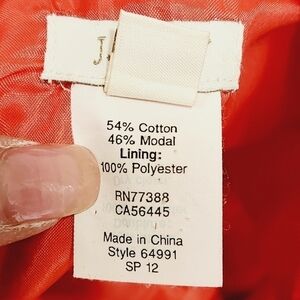 J.
54% Cotton
46% Modal
Lining:
100% Polyester
RN77388
CA56445
Made in China
Style 64991
SP 12